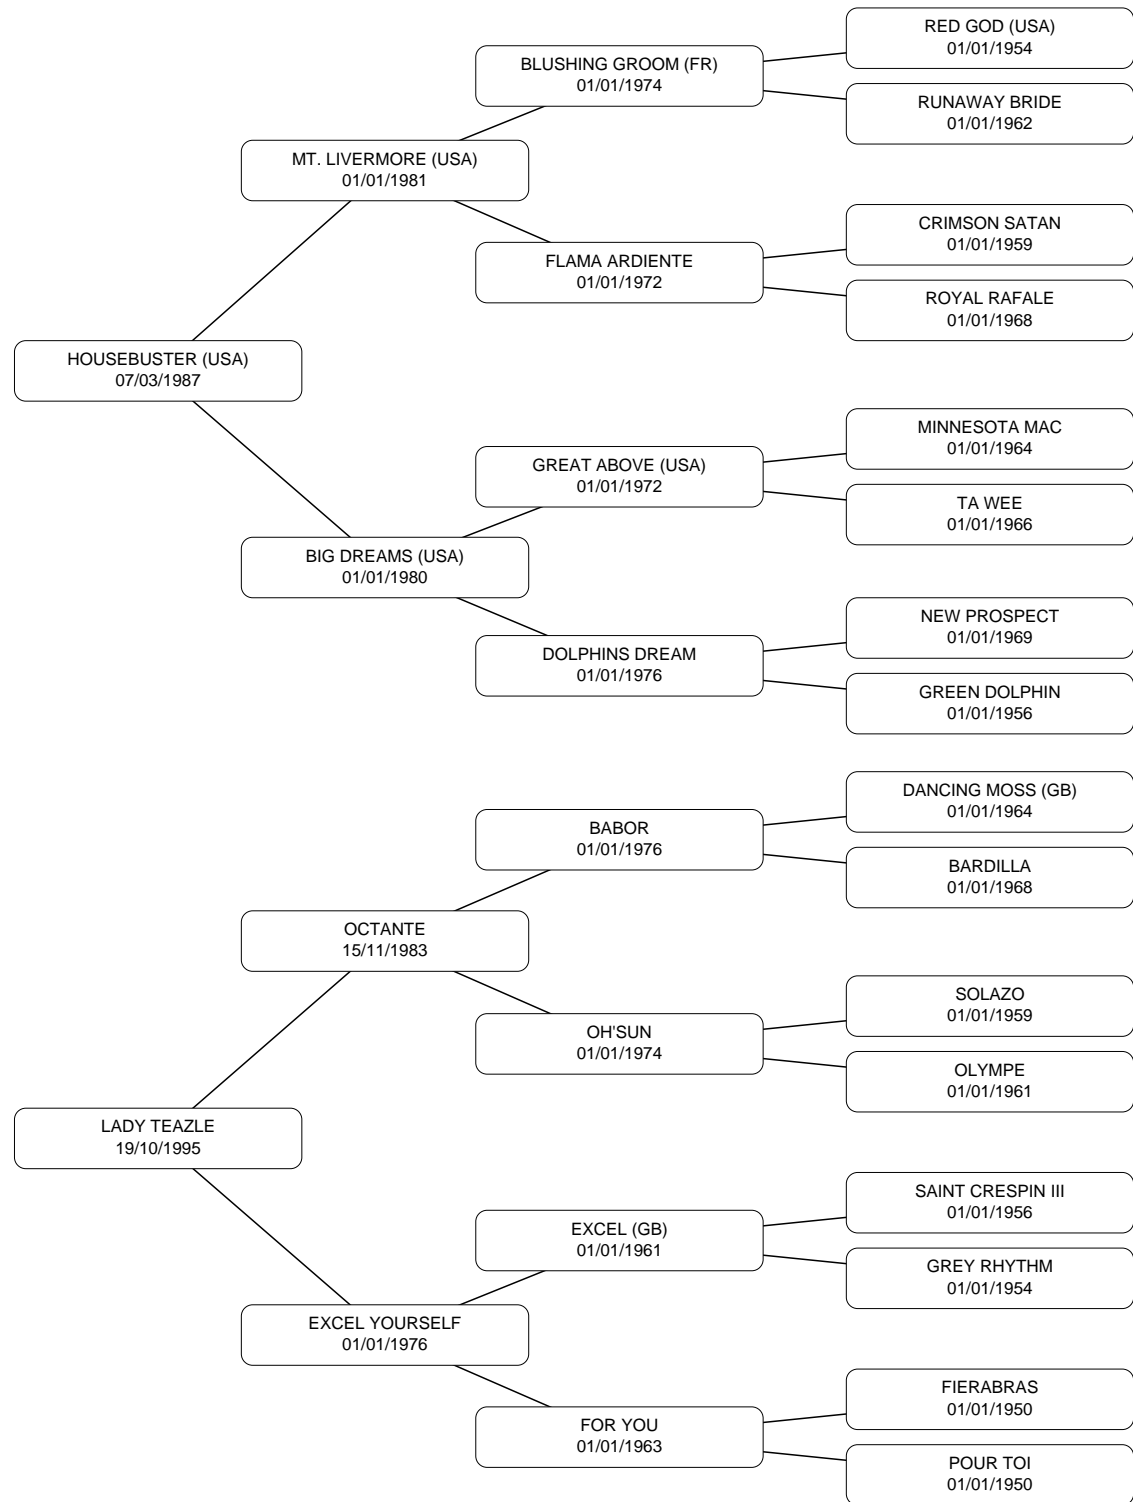 RED GOD (USA)
01/01/1954
BLUSHING GROOM (FR)
01/01/1974
RUNAWAY BRIDE
01/01/1962
MT. LIVERMORE (USA)
01/01/1981
CRIMSON SATAN
01/01/1959
FLAMA ARDIENTE
01/01/1972
ROYAL RAFALE
01/01/1968
HOUSEBUSTER (USA)
07/03/1987
MINNESOTA MAC
01/01/1964
GREAT ABOVE (USA)
01/01/1972
TA WEE
01/01/1966
BIG DREAMS (USA)
01/01/1980
NEW PROSPECT
01/01/1969
DOLPHINS DREAM
01/01/1976
GREEN DOLPHIN
01/01/1956
DANCING MOSS (GB)
01/01/1964
BABOR
01/01/1976
BARDILLA
01/01/1968
OCTANTE
15/11/1983
SOLAZO
01/01/1959
OH'SUN
01/01/1974
OLYMPE
01/01/1961
LADY TEAZLE
19/10/1995
SAINT CRESPIN III
01/01/1956
EXCEL (GB)
01/01/1961
GREY RHYTHM
01/01/1954
EXCEL YOURSELF
01/01/1976
FIERABRAS
01/01/1950
FOR YOU
01/01/1963
POUR TOI
01/01/1950